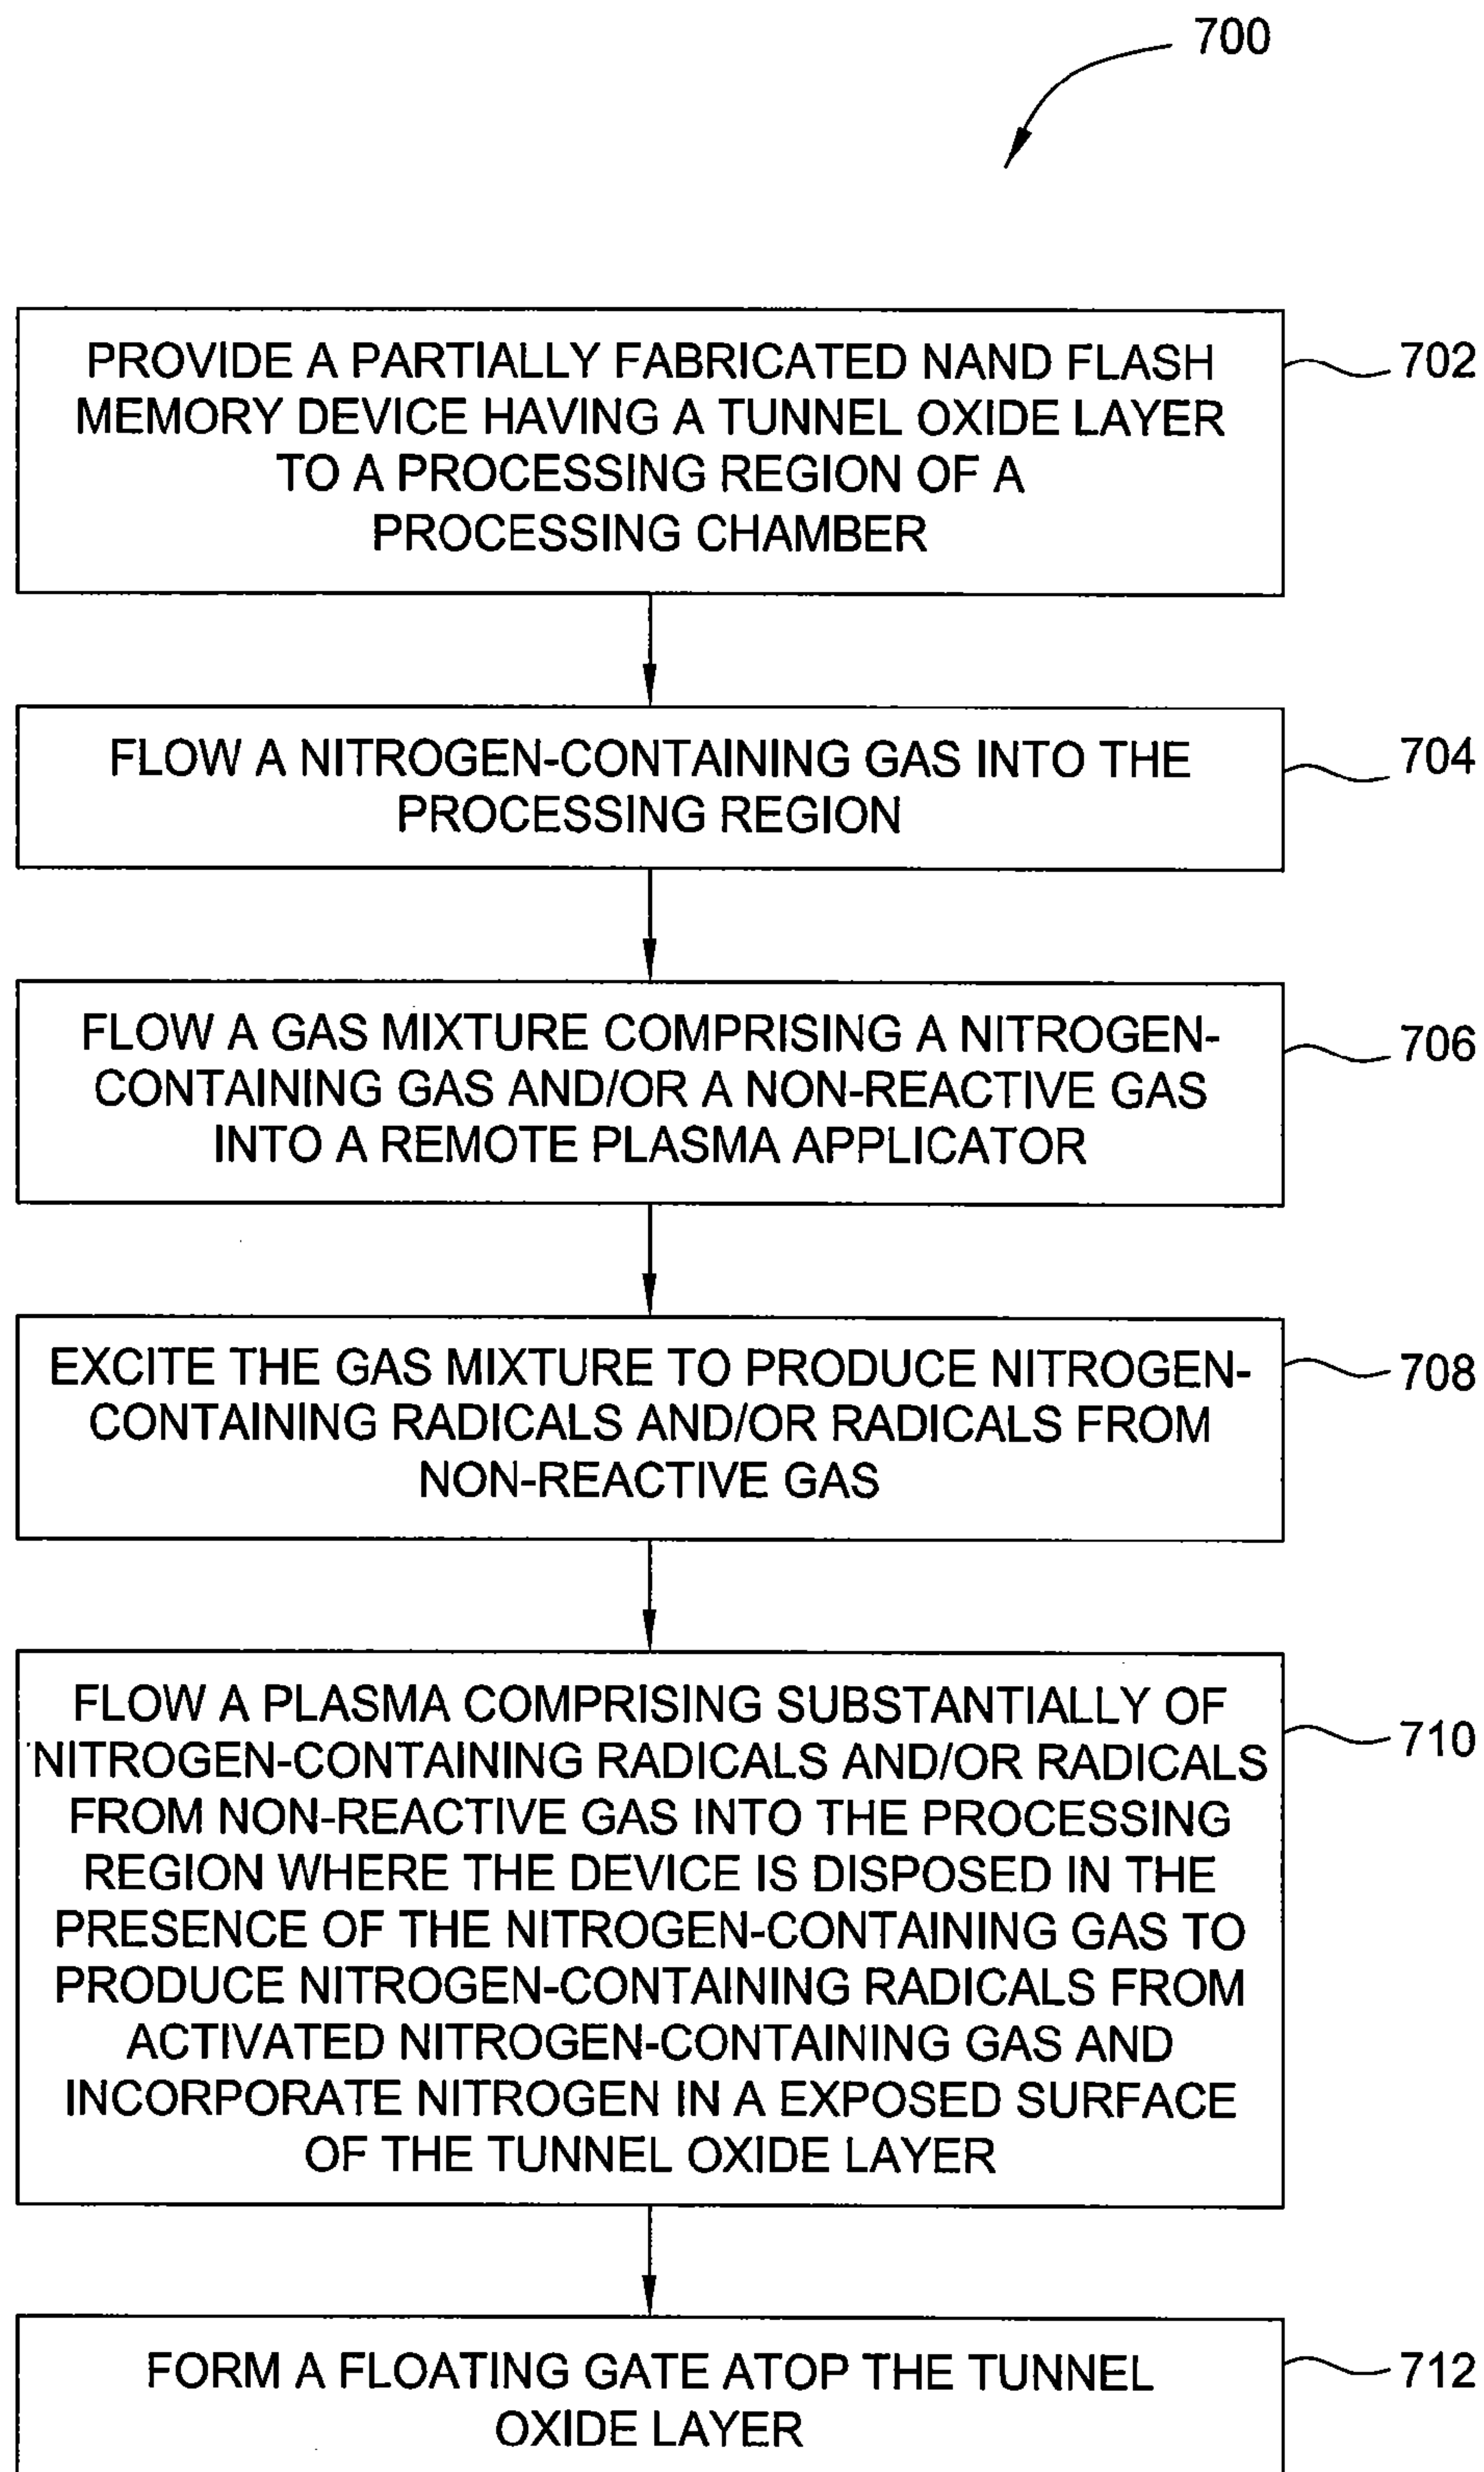 700
PROVIDE A PARTIALLY FABRICATED NAND FLASH
MEMORY DEVICE HAVING A TUNNEL OXIDE LAYER
TO A PROCESSING REGION OF A
PROCESSING CHAMBER
702
FLOW A NITROGEN-CONTAINING GAS INTO THE
PROCESSING REGION
704
FLOW A GAS MIXTURE COMPRISING A NITROGEN-
CONTAINING GAS AND/OR A NON-REACTIVE GAS
INTO A REMOTE PLASMA APPLICATOR
706
EXCITE THE GAS MIXTURE TO PRODUCE NITROGEN-
CONTAINING RADICALS AND/OR RADICALS FROM
NON-REACTIVE GAS
708
FLOW A PLASMA COMPRISING SUBSTANTIALLY OF
NITROGEN-CONTAINING RADICALS AND/OR RADICALS
FROM NON-REACTIVE GAS INTO THE PROCESSING
REGION WHERE THE DEVICE IS DISPOSED IN THE
PRESENCE OF THE NITROGEN-CONTAINING GAS TO
PRODUCE NITROGEN-CONTAINING RADICALS FROM
ACTIVATED NITROGEN-CONTAINING GAS AND
INCORPORATE NITROGEN IN A EXPOSED SURFACE
OF THE TUNNEL OXIDE LAYER
710
FORM A FLOATING GATE ATOP THE TUNNEL
OXIDE LAYER
712